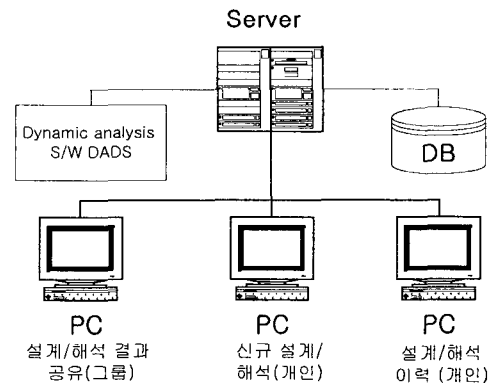 Server
Dynamic analysis
S/W DADS
DB
PC
설계/해석 결과
공유(그룹)
PC
신규 설계/
해석(개인)
PC
설계/해석
이력(개인)